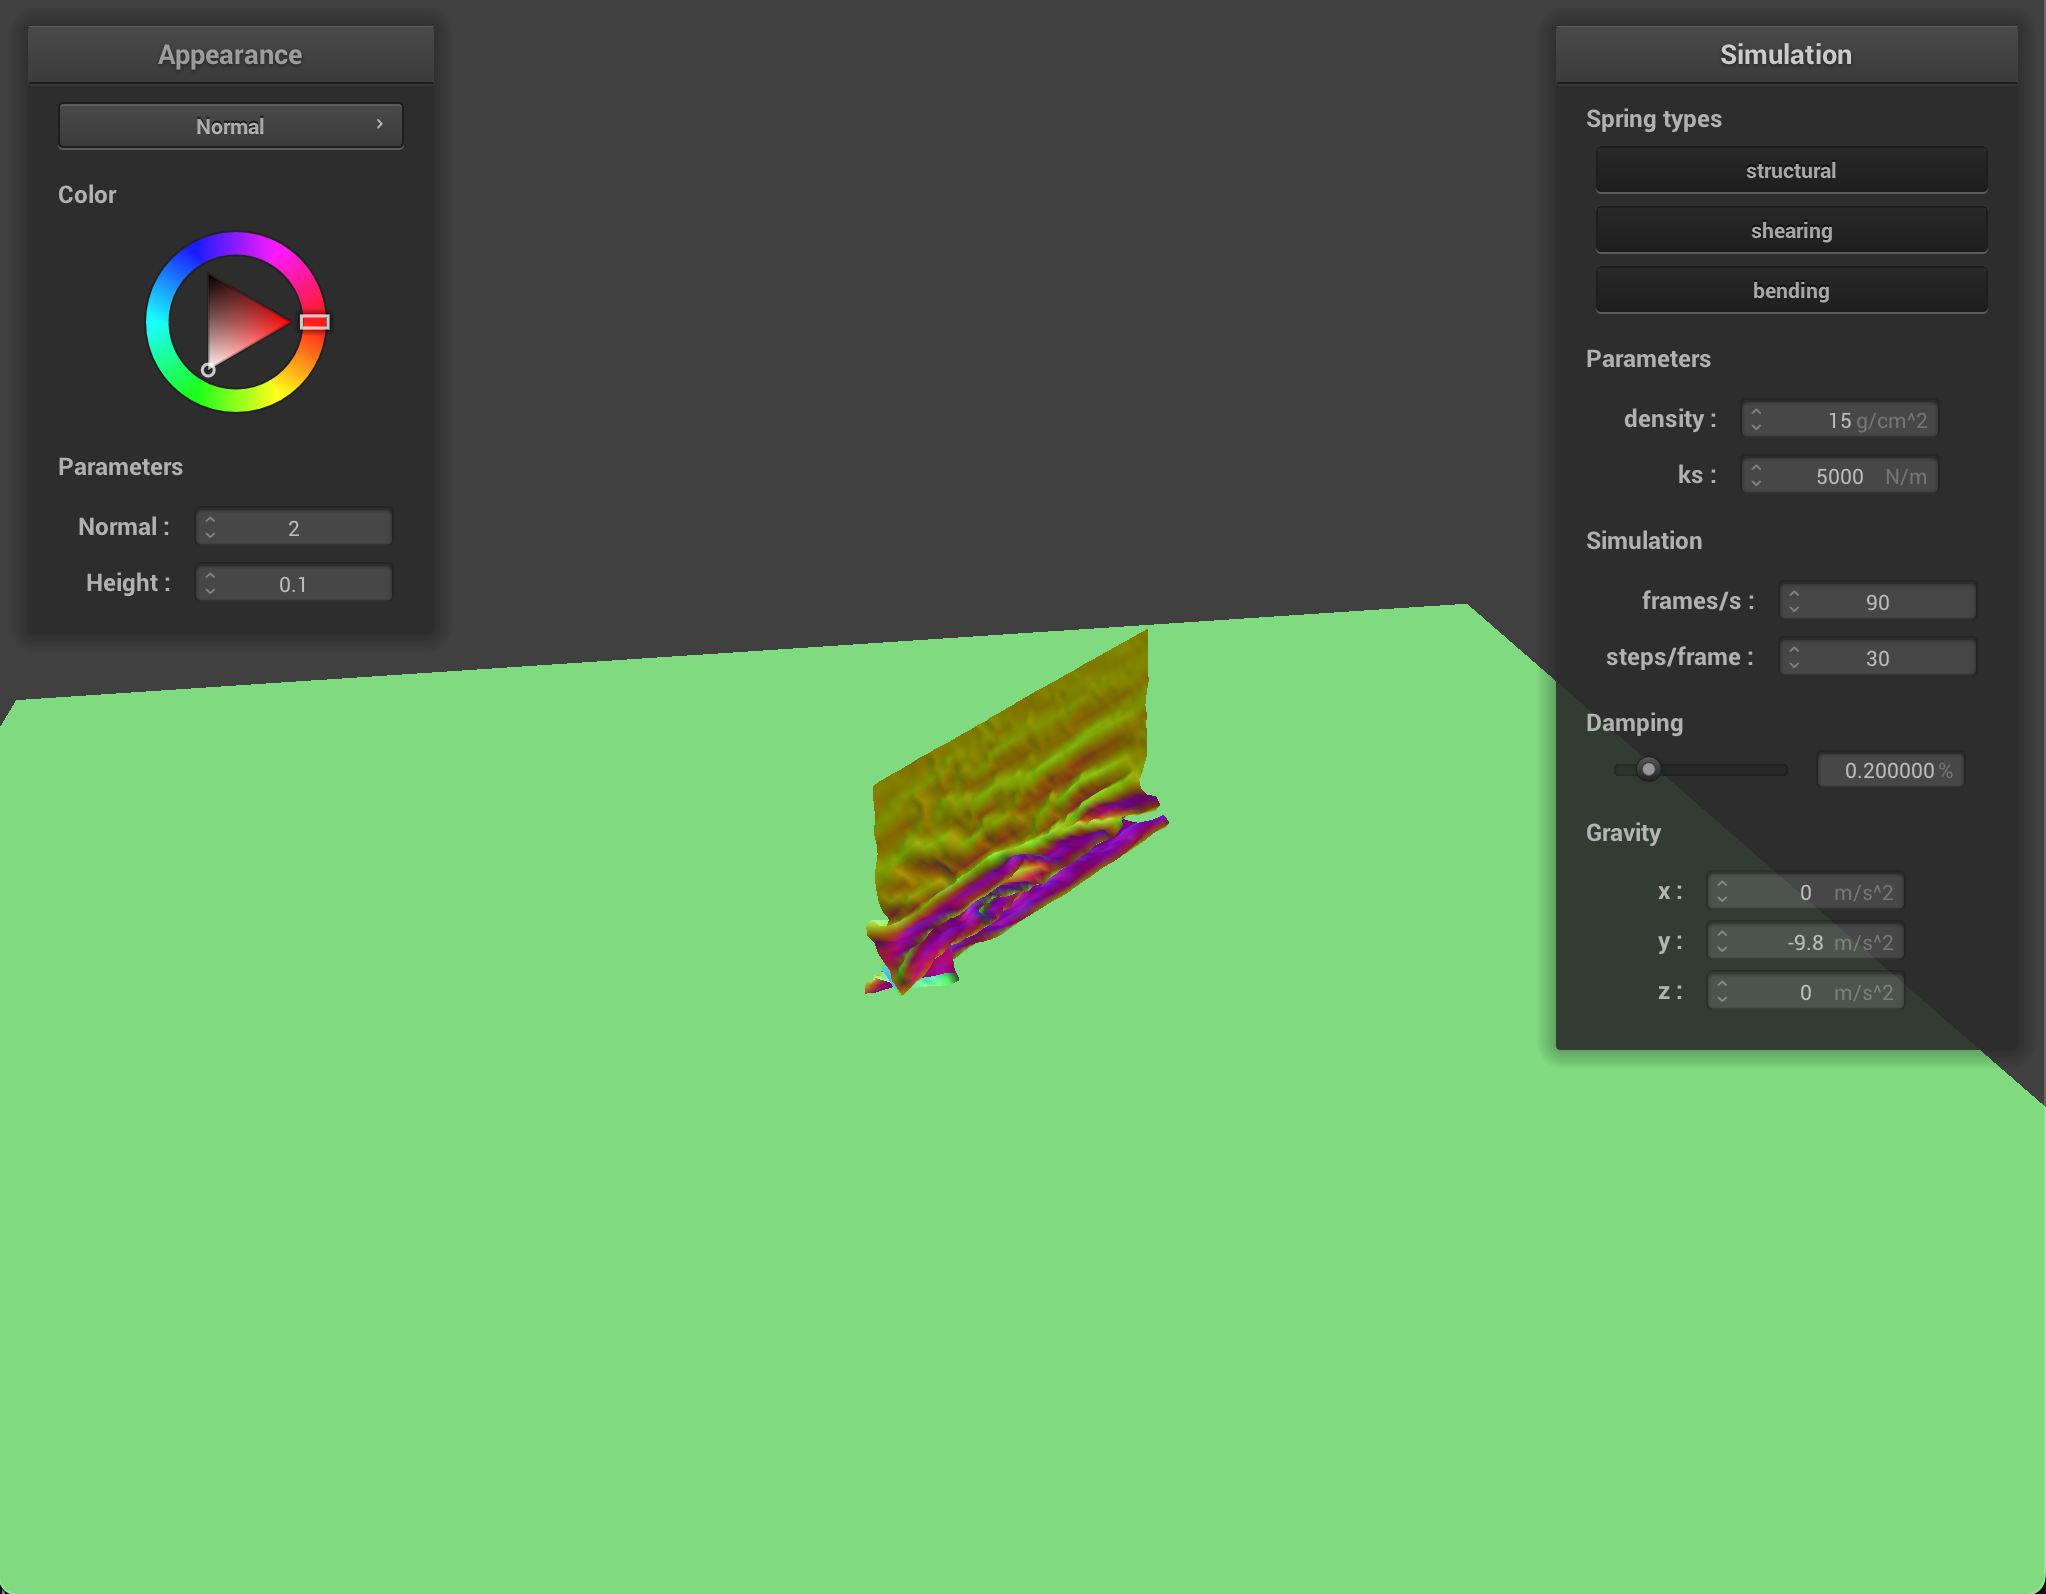 Appearance
Normal
Color
Parameters
Normal : 2
Height : 0.1
Simulation
Spring types
structural
shearing
bending
Parameters
density : 15 g/cm^2
ks : 5000 N/m
Simulation
frames/s : 90
steps/frame : 30
Damping
0.200000 %
Gravity
x : 0 m/s^2
y : -9.8 m/s^2
z : 0 m/s^2